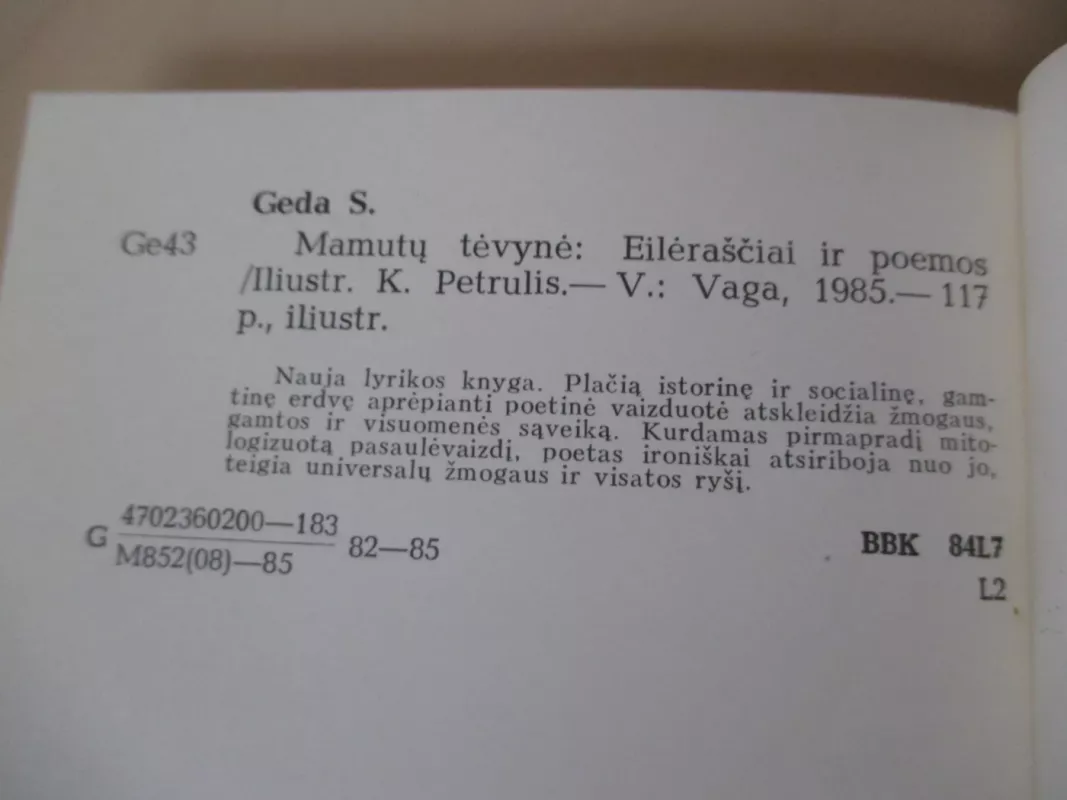 Geda S.
Ge43 Mamutų tėvynė: Eilėraščiai ir poemos
/Iliustr. K. Petrulis.— V.: Vaga, 1985.— 117
p., iliustr.
Nauja lyrikos knyga. Plačią istorinę ir socialinę, gam-
tinę erdvę aprėpianti poetinė vaizduotė atskleidžia žmogaus,
gamtos ir visuomenės sąveiką. Kurdamas pirmapradį mito-
logizuotą pasaulėvaizdį, poetas ironiškai atsiriboja nuo jo,
teigia universalų žmogaus ir visatos ryšį.
4702360200—183
G 82—85
M852(08)—85
BBK 84L7
L2